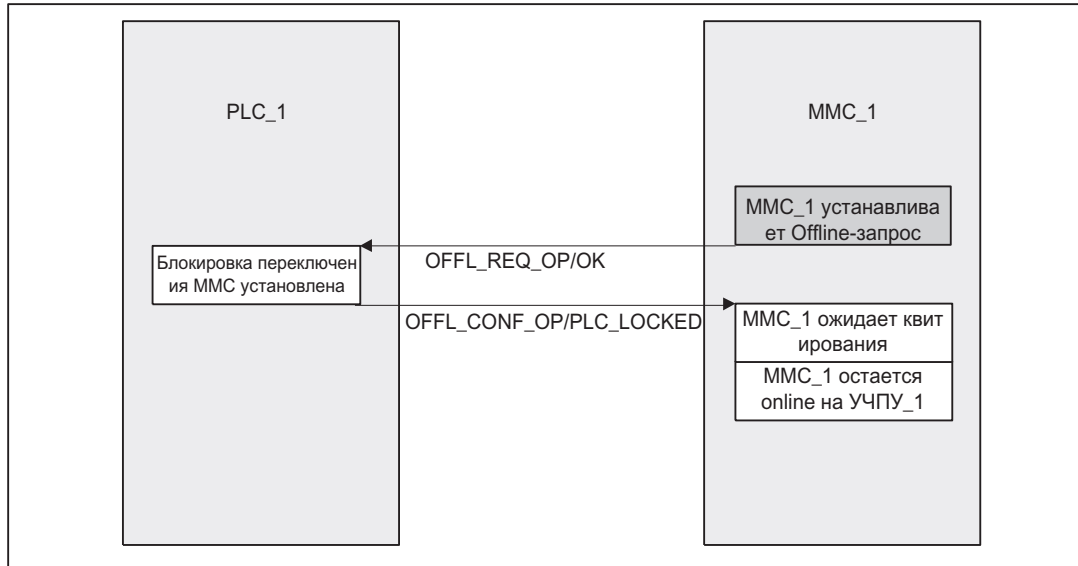 PLC_1
MMC_1
MMC_1 устанавлива
ет Offline-запрос
OFFL_REQ_OP/OK
Блокировка переключен
ия MMC установлена
OFFL_CONF_OP/PLC_LOCKED
MMC_1 ожидает квит
ирования
MMC_1 остается
online на УЧПУ_1